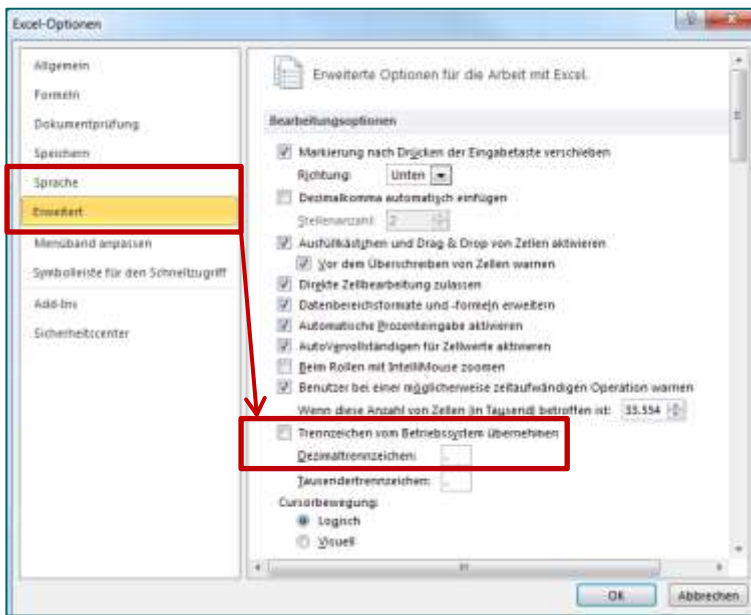 Excel-Optionen
Allgemein
Formeln
Dokumentprüfung
Speichern
Sprache
Erweitert
Menüband anpassen
Symbolleiste für den Schnellzugriff
Add-Ins
Sicherheitscenter
Erweiterte Optionen für die Arbeit mit Excel.
Bearbeitungsoptionen
Markierung nach Drücken der Eingabetaste verschieben
Richtung: Unten
Dezimalkomma automatisch einfügen
Stellenanzahl: 2
Ausfüllkästchen und Drag & Drop von Zellen aktivieren
Vor dem Überschreiben von Zellen warnen
Direkte Zellbearbeitung zulassen
Datenbereichsformate und -formeln erweitern
Automatische Prozenteingabe aktivieren
AutoVervollständigen für Zellwerte aktivieren
Beim Rollen mit IntelliMouse zoomen
Benutzer bei einer möglicherweise zeitaufwändigen Operation warnen
Wenn diese Anzahl von Zellen (in Tausend) betroffen ist: 33.554
Trennzeichen vom Betriebssystem übernehmen
Dezimaltrennzeichen:
Tausendertrennzeichen:
Cursorbewegung:
Logisch
Visuell
OK
Abbrechen